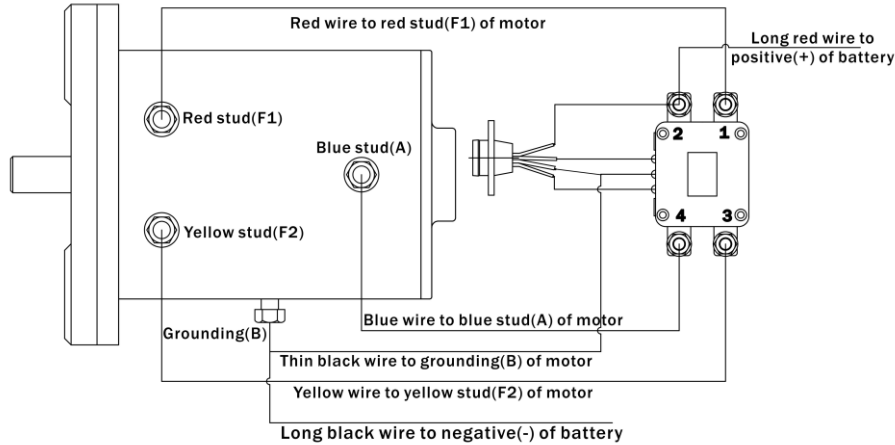 Red wire to red stud(F1) of motor
Long red wire to
positive(+) of battery
Red stud(F1)
2 1
Blue stud(A)
4 3
Yellow stud(F2)
Blue wire to blue stud(A) of motor
Grounding(B)
Thin black wire to grounding(B) of motor
Yellow wire to yellow stud(F2) of motor
Long black wire to negative(-) of battery